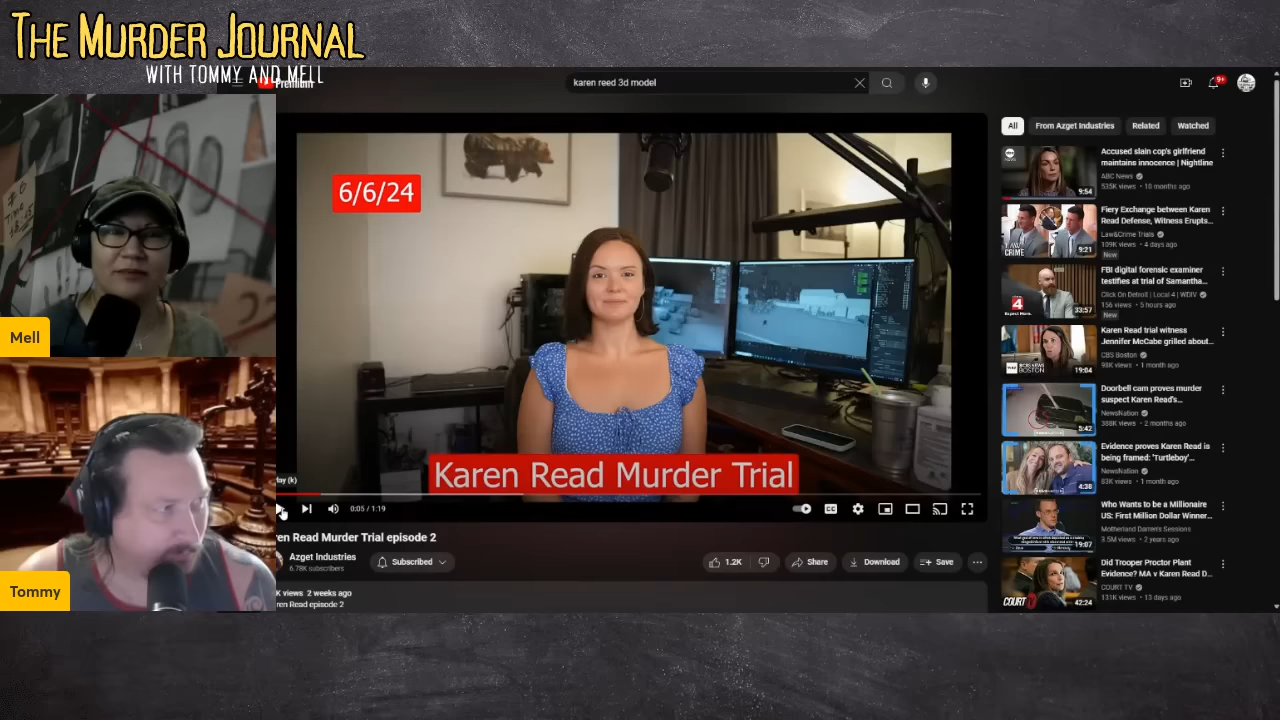 THE MURDER JOURNAL
WITH TOMMY AND MELL
Premium
karen reed 3d model
9+
6/6/24
Karen Read Murder Trial
Mell
Tommy
0:05 / 1:19
CC
en Read Murder Trial episode 2
Azget Industries
6.78K subscribers
Subscribed
1.2K
Share
Download
Save
K views 2 weeks ago
ren Read episode 2
All
From Azget Industries
Related
Watched
Accused slain cop's girlfriend
maintains innocence | Nightline
ABC News
535K views • 10 months ago
9:54
Fiery Exchange between Karen
Read Defense, Witness Erupts...
Law&Crime Trials
109K views • 4 days ago
New
CRIME
9:21
FBI digital forensic examiner
testifies at trial of Samantha...
Click On Detroit | Local 4 | WDIV
156 views • 5 hours ago
New
4
33:57
Karen Read trial witness
Jennifer McCabe grilled about...
CBS Boston
98K views • 1 month ago
19:04
Doorbell cam proves murder
suspect Karen Read's...
NewsNation
388K views • 2 months ago
5:42
Evidence proves Karen Read is
being framed: 'Turtleboy'...
NewsNation
83K views • 1 month ago
4:38
Who Wants to be a Millionaire
US: First Million Dollar Winner...
Motherland Darren's Sessions
3.5M views • 2 years ago
19:07
Did Trooper Proctor Plant
Evidence? MA v Karen Read D...
COURT TV
131K views • 13 days ago
COURT
42:24